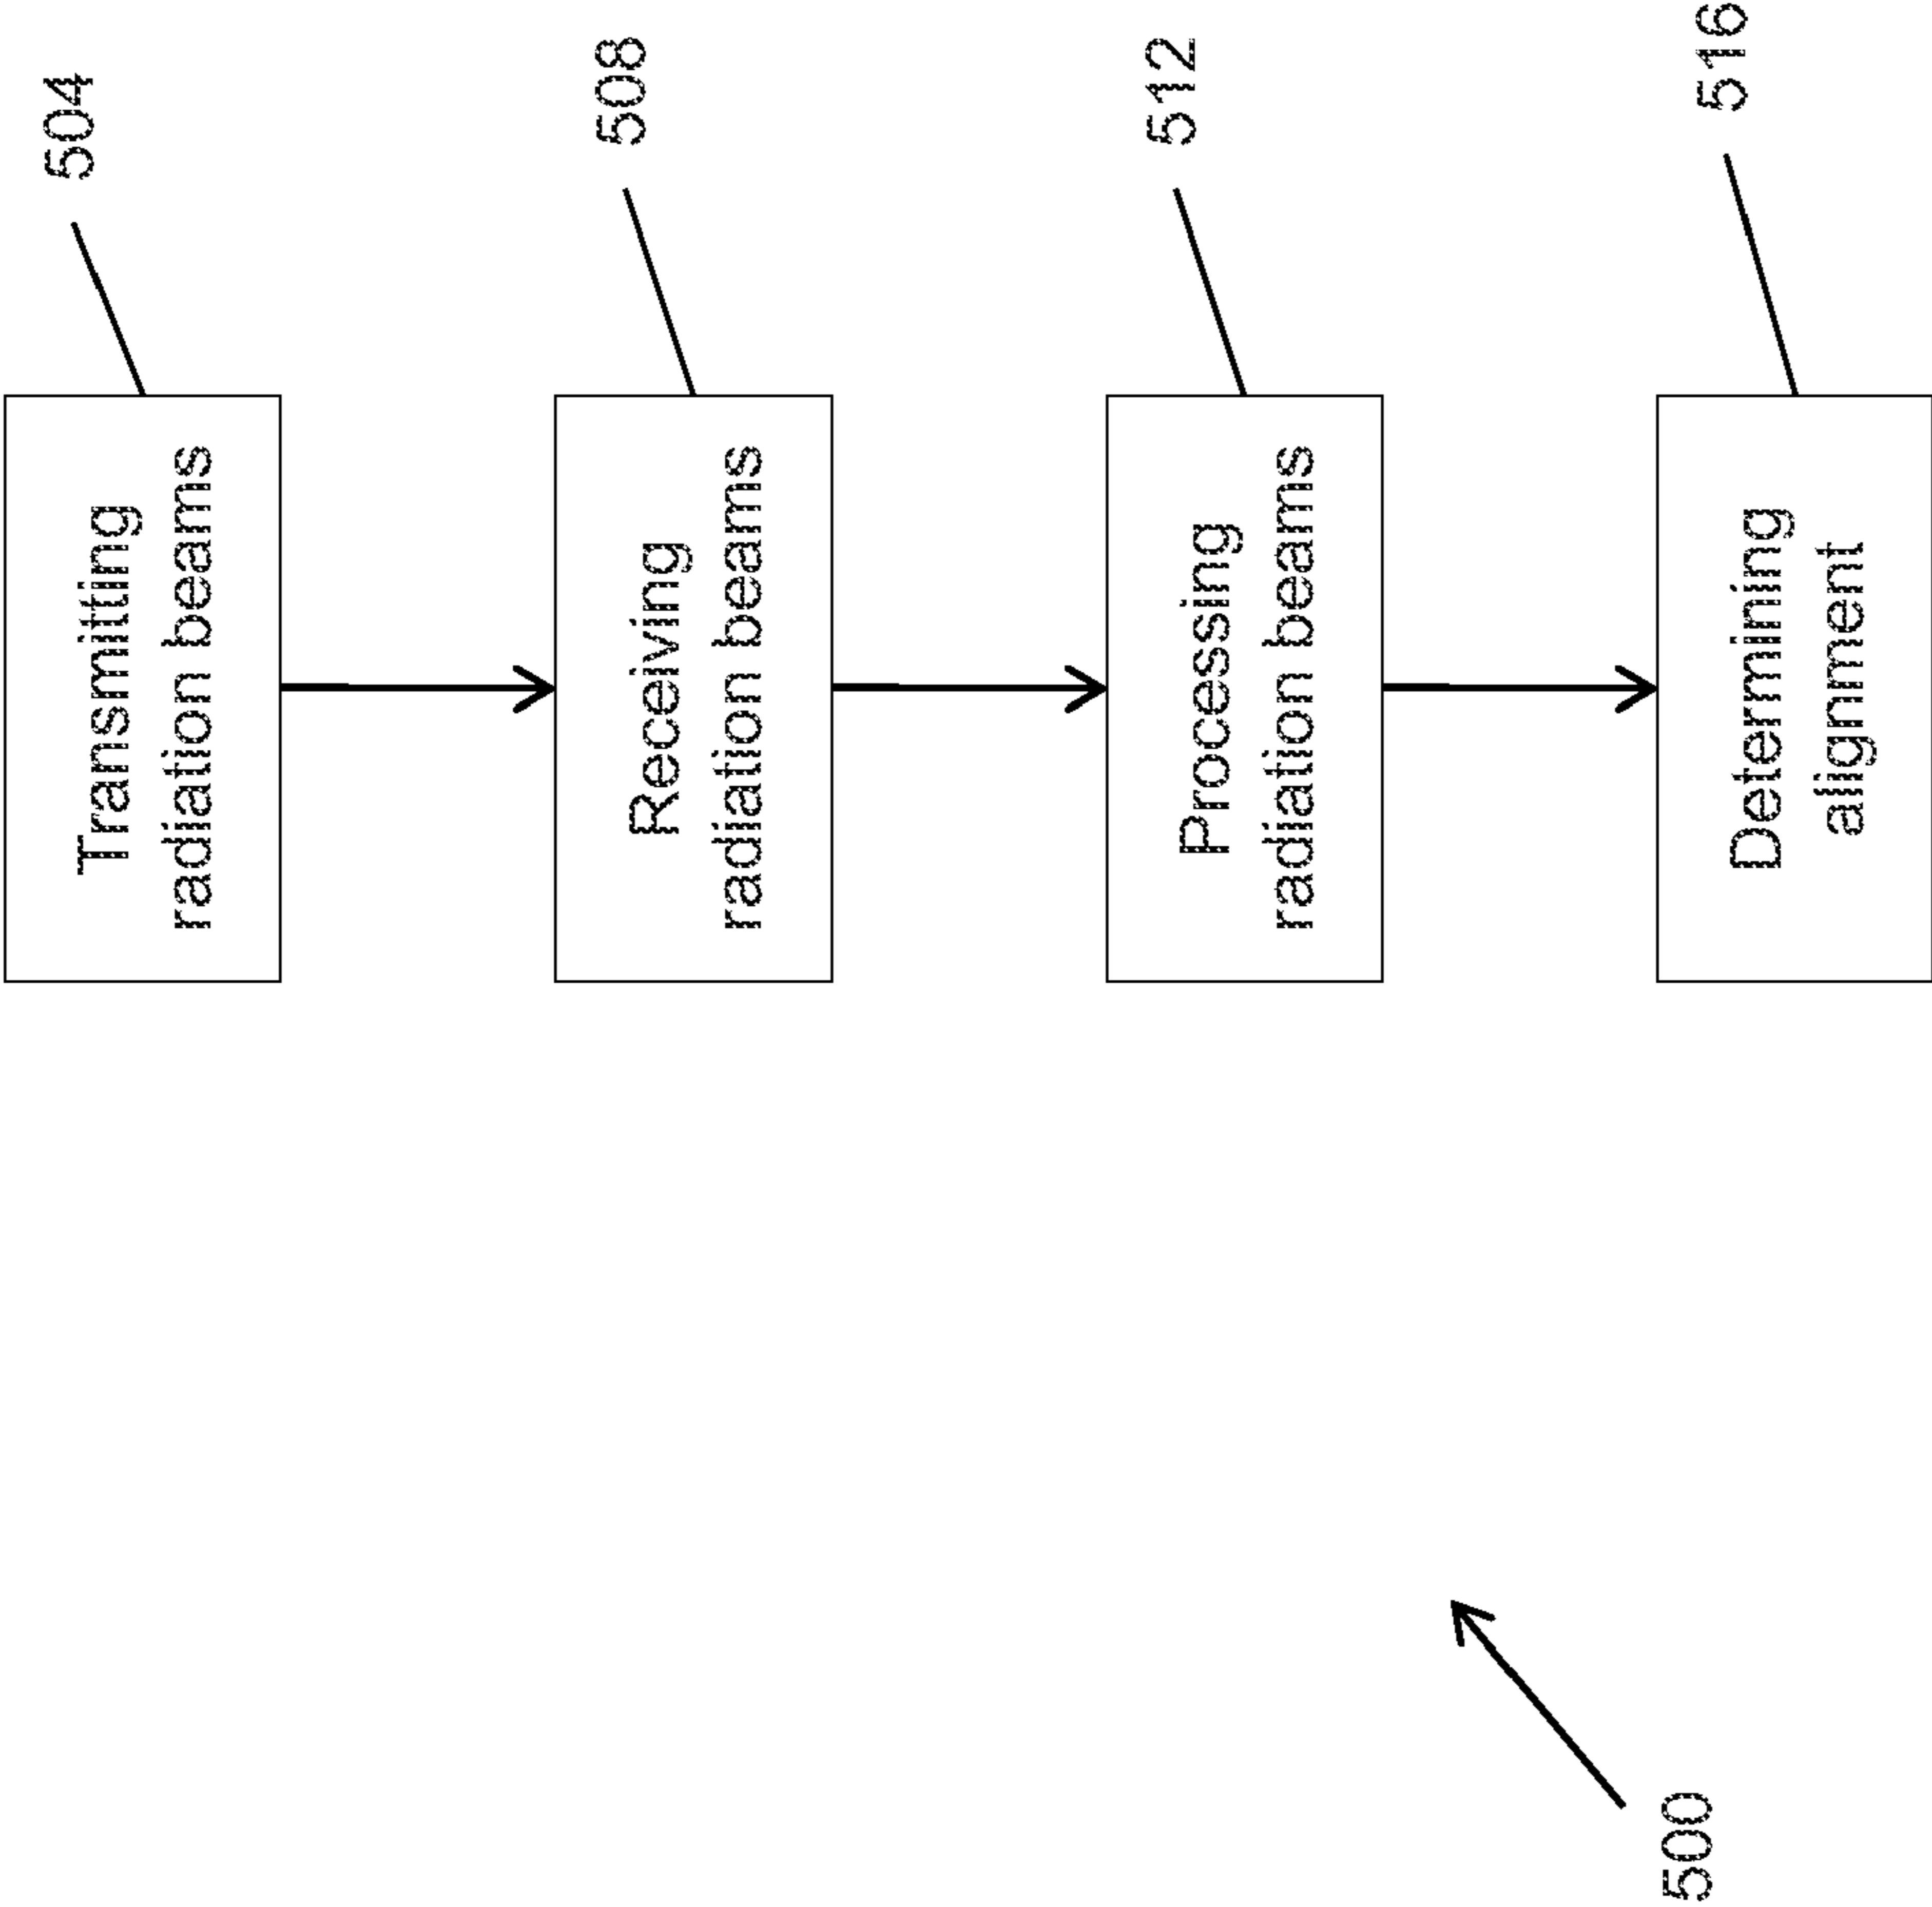 504
Transmitting
radiation beams
508
Receiving
radiation beams
512
Processing
radiation beams
516
Determining
alignment
500